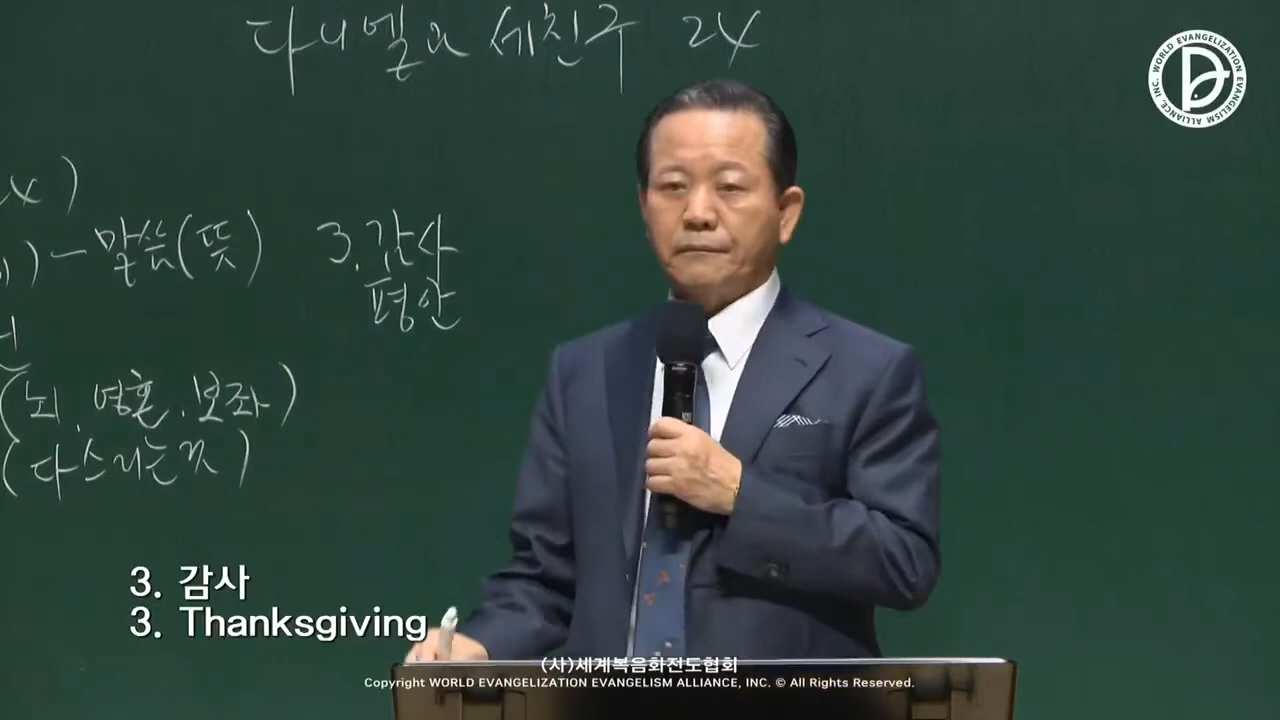 다니엘과 세친구 24
WORLD EVANGELIZATION EVANGELISM ALLIANCE, INC.
말씀(뜻)
3. 감사
평안
(뇌, 영혼, 보좌)
(다스리는 것)
3. 감사
3. Thanksgiving
(사)세계복음화전도협회
Copyright WORLD EVANGELIZATION EVANGELISM ALLIANCE, INC. © All Rights Reserved.